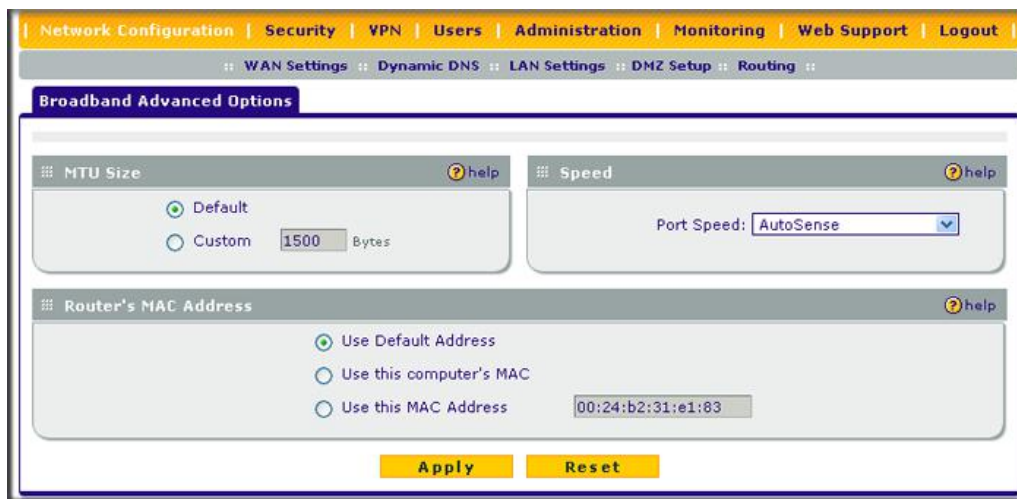 | Network Configuration | Security | VPN | Users | Administration | Monitoring | Web Support | Logout |
:: WAN Settings :: Dynamic DNS :: LAN Settings :: DMZ Setup :: Routing ::
Broadband Advanced Options
MTU Size ? help
Default
Custom 1500 Bytes
Speed ? help
Port Speed: AutoSense
Router's MAC Address ? help
Use Default Address
Use this computer's MAC
Use this MAC Address 00:24:b2:31:e1:83
Apply Reset